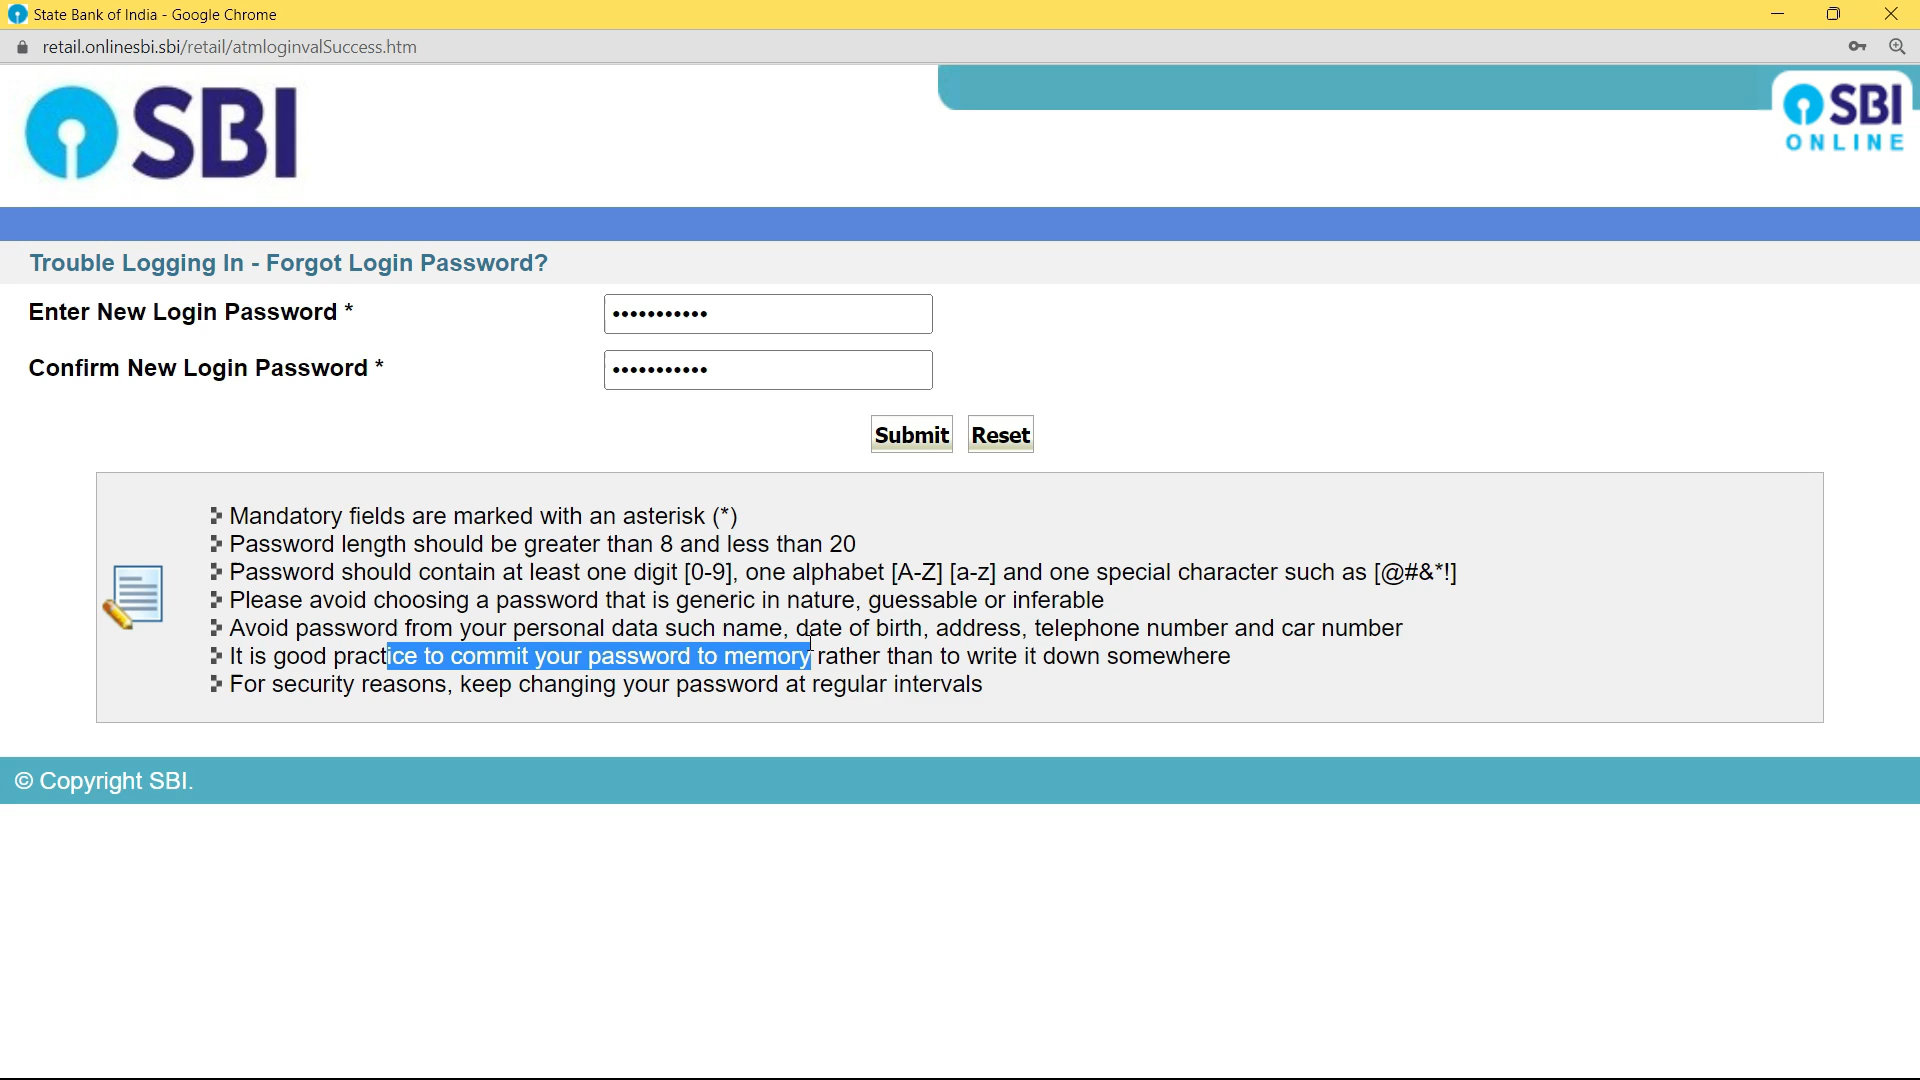 State Bank of India - Google Chrome
retail.onlinesbi.sbi/retail/atmloginvalSuccess.htm
SBI
SBI
ONLINE
Trouble Logging In - Forgot Login Password?
Enter New Login Password * •••••••••••
Confirm New Login Password * •••••••••••
Submit Reset
Mandatory fields are marked with an asterisk (*)
Password length should be greater than 8 and less than 20
Password should contain at least one digit [0-9], one alphabet [A-Z] [a-z] and one special character such as [@#&*!]
Please avoid choosing a password that is generic in nature, guessable or inferable
Avoid password from your personal data such name, date of birth, address, telephone number and car number
It is good practice to commit your password to memory rather than to write it down somewhere
For security reasons, keep changing your password at regular intervals
© Copyright SBI.